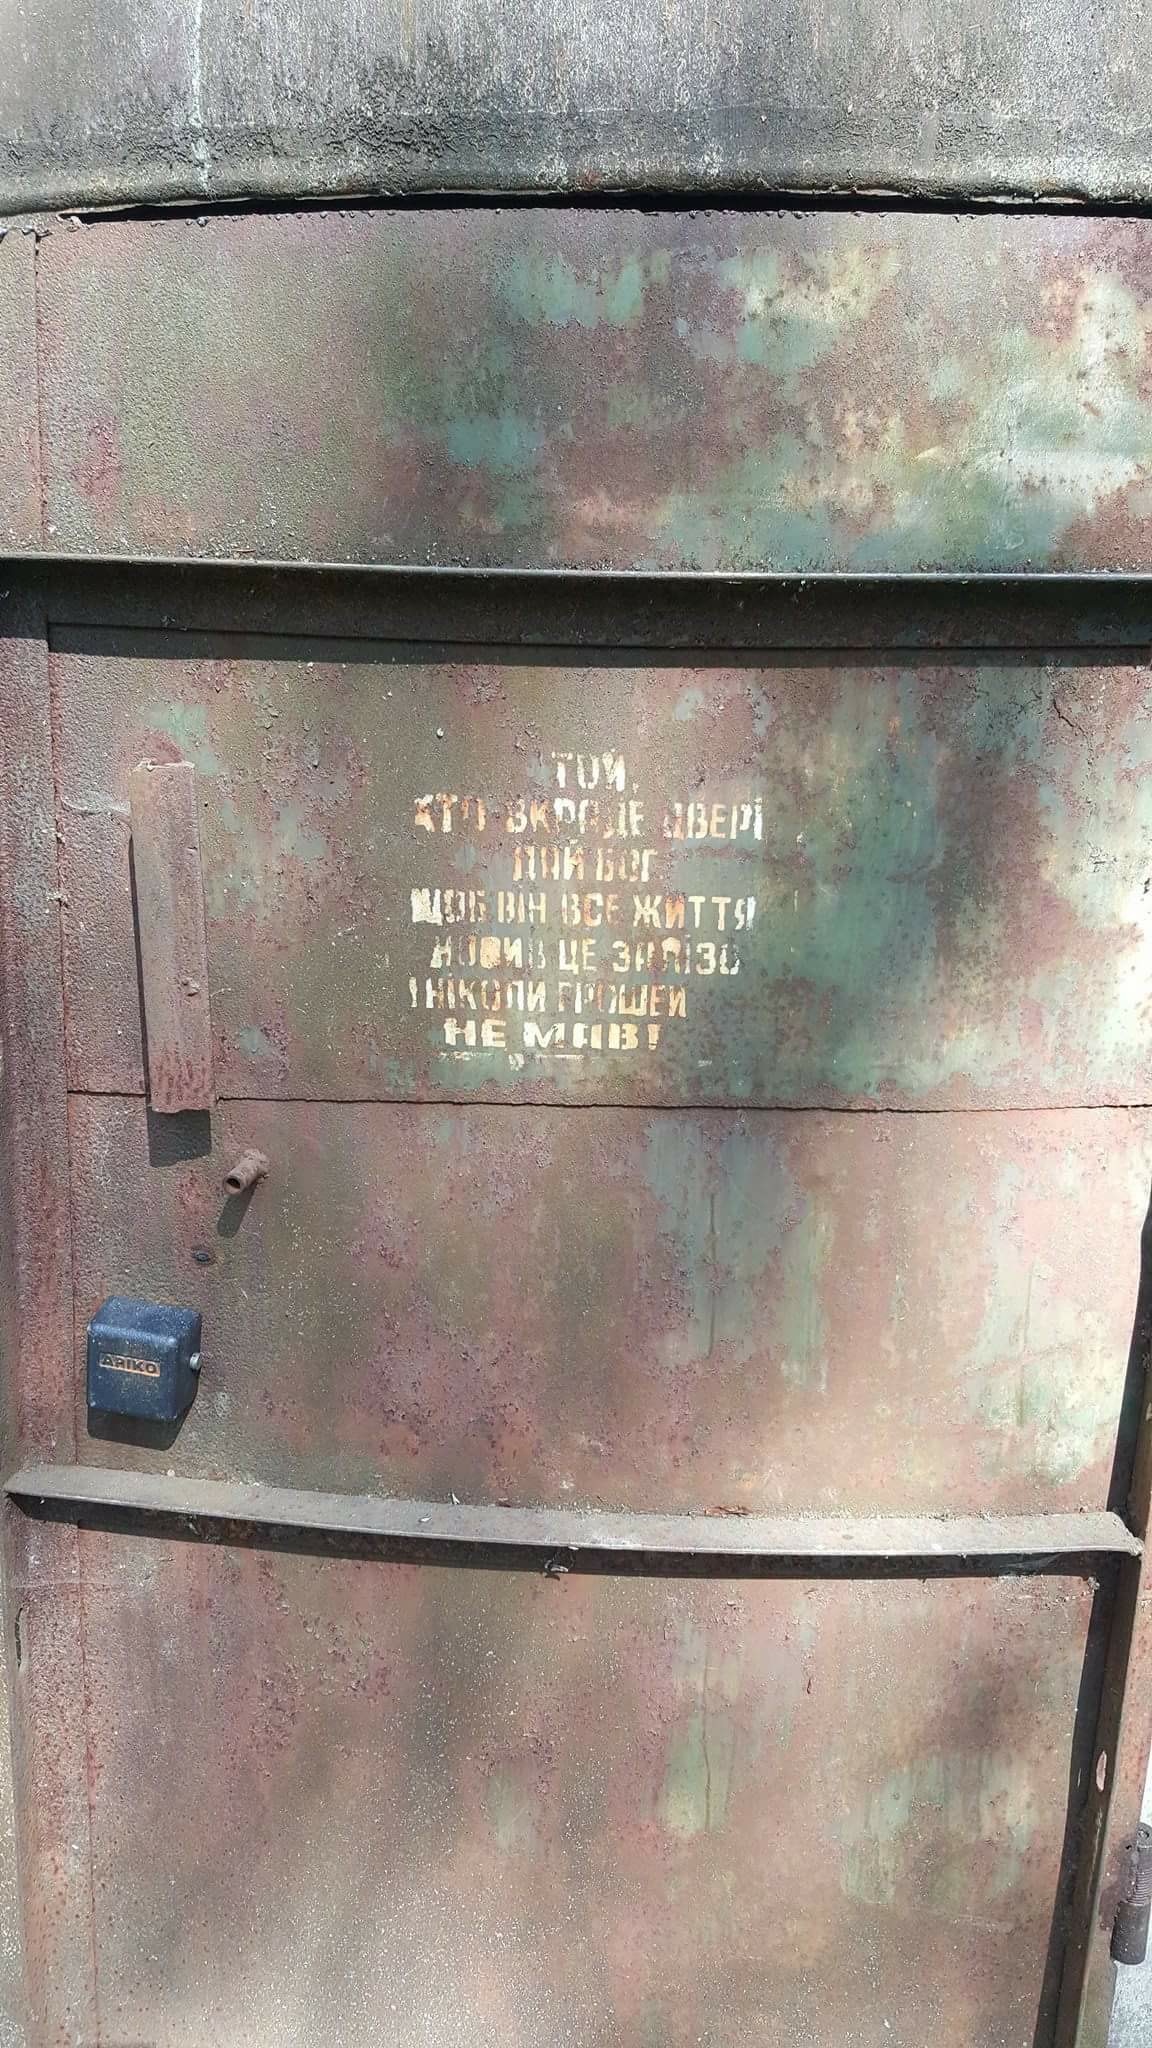 ТОЙ,
ХТО ВКРАДЕ ДВЕРІ
ДАЙ БОГ
ЩОБ ВІН ВСЕ ЖИТТЯ
НОСИВ ЦЕ ЗАЛІЗО
І НІКОЛИ ГРОШЕЙ
НЕ МАВ!
ARIKO